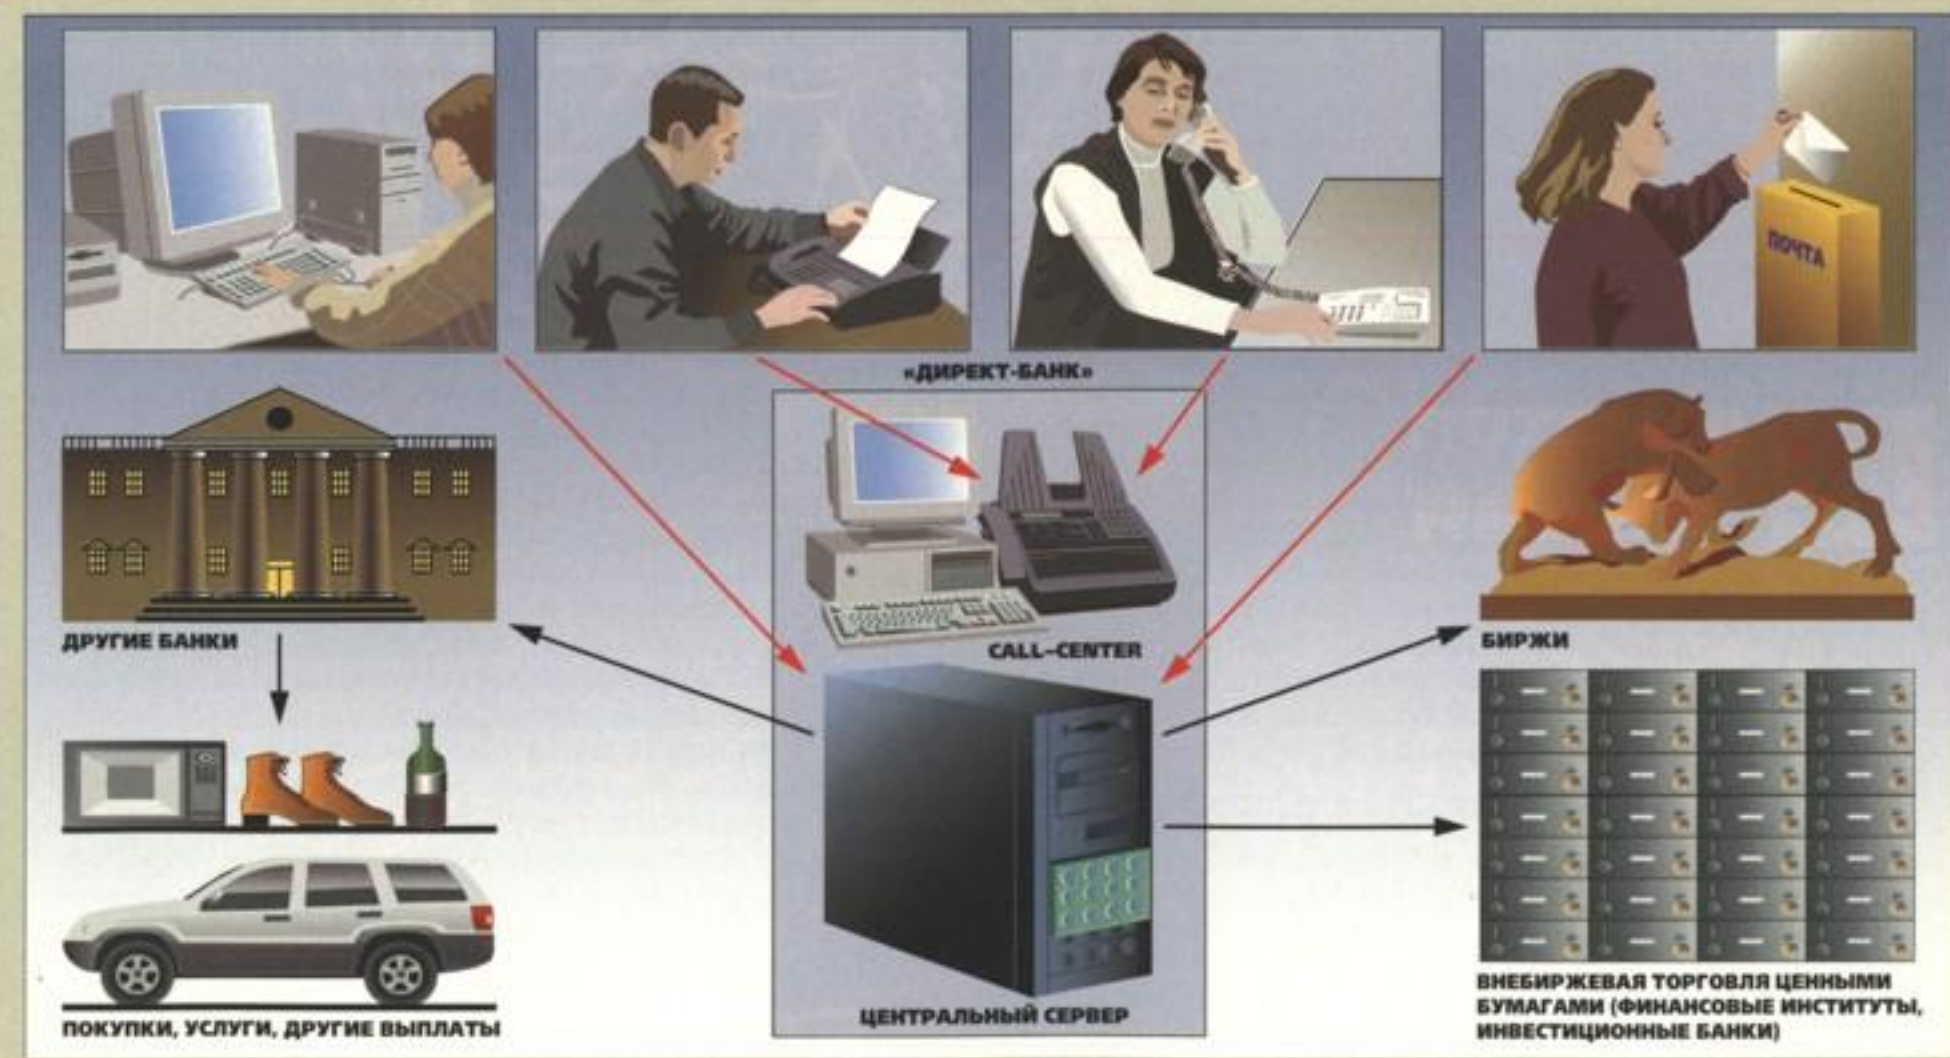 ПОЧТА
«ДИРЕКТ-БАНК»
ДРУГИЕ БАНКИ
CALL-CENTER
БИРЖИ
ПОКУПКИ, УСЛУГИ, ДРУГИЕ ВЫПЛАТЫ
ЦЕНТРАЛЬНЫЙ СЕРВЕР
ВНЕБИРЖЕВАЯ ТОРГОВЛЯ ЦЕННЫМИ
БУМАГАМИ (ФИНАНСОВЫЕ ИНСТИТУТЫ,
ИНВЕСТИЦИОННЫЕ БАНКИ)